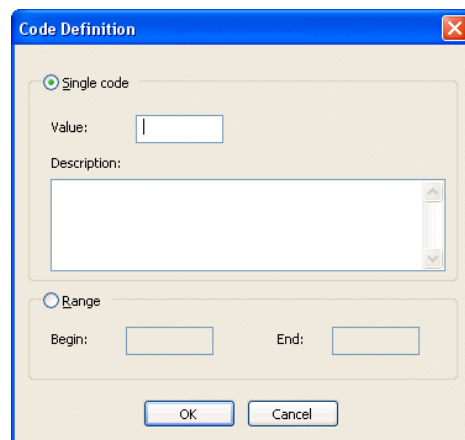 Code Definition
Single code
Value:
Description:
Range
Begin: End:
OK Cancel